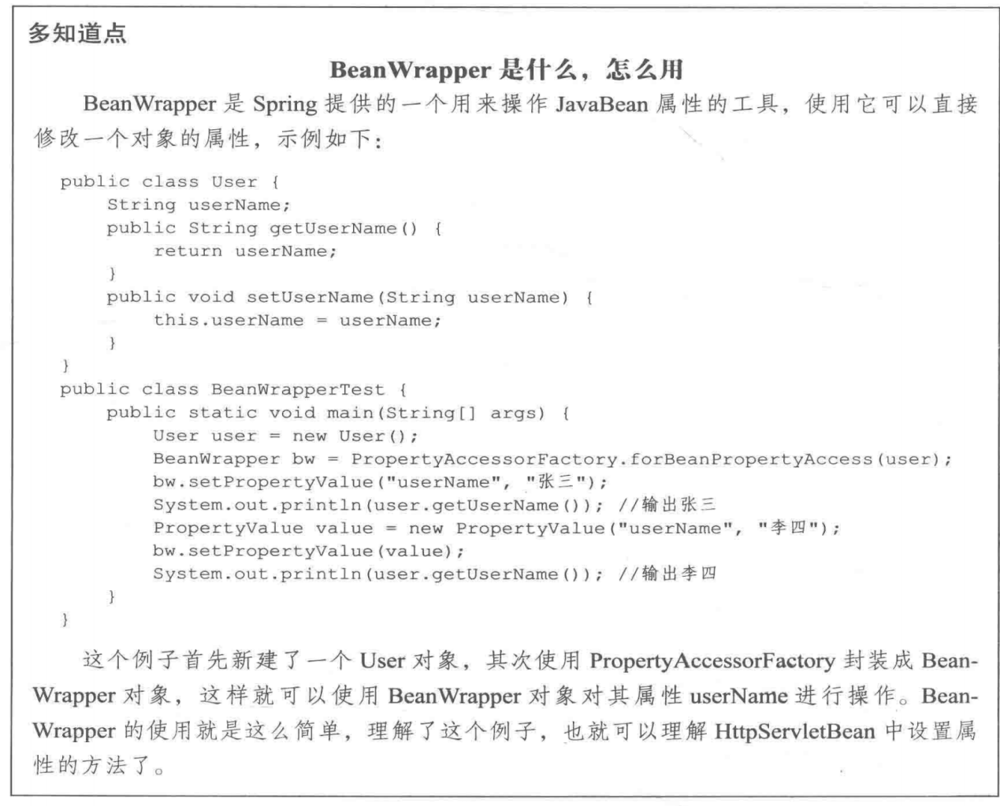 多知道点
BeanWrapper 是什么，怎么用
BeanWrapper 是 Spring 提供的一个用来操作 JavaBean 属性的工具，使用它可以直接
修改一个对象的属性，示例如下：
public class User {
    String userName;
    public String getUserName() {
        return userName;
    }
    public void setUserName(String userName) {
        this.userName = userName;
    }
}
public class BeanWrapperTest {
    public static void main(String[] args) {
        User user = new User();
        BeanWrapper bw = PropertyAccessorFactory.forBeanPropertyAccess(user);
        bw.setPropertyValue("userName", "张三");
        System.out.println(user.getUserName()); //输出张三
        PropertyValue value = new PropertyValue("userName", "李四");
        bw.setPropertyValue(value);
        System.out.println(user.getUserName()); //输出李四
    }
}
这个例子首先新建了一个 User 对象，其次使用 PropertyAccessorFactory 封装成 Bean-
Wrapper 对象，这样就可以使用 BeanWrapper 对象对其属性 userName 进行操作。Bean-
Wrapper 的使用就是这么简单，理解了这个例子，也就可以理解 HttpServletBean 中设置属
性的方法了。